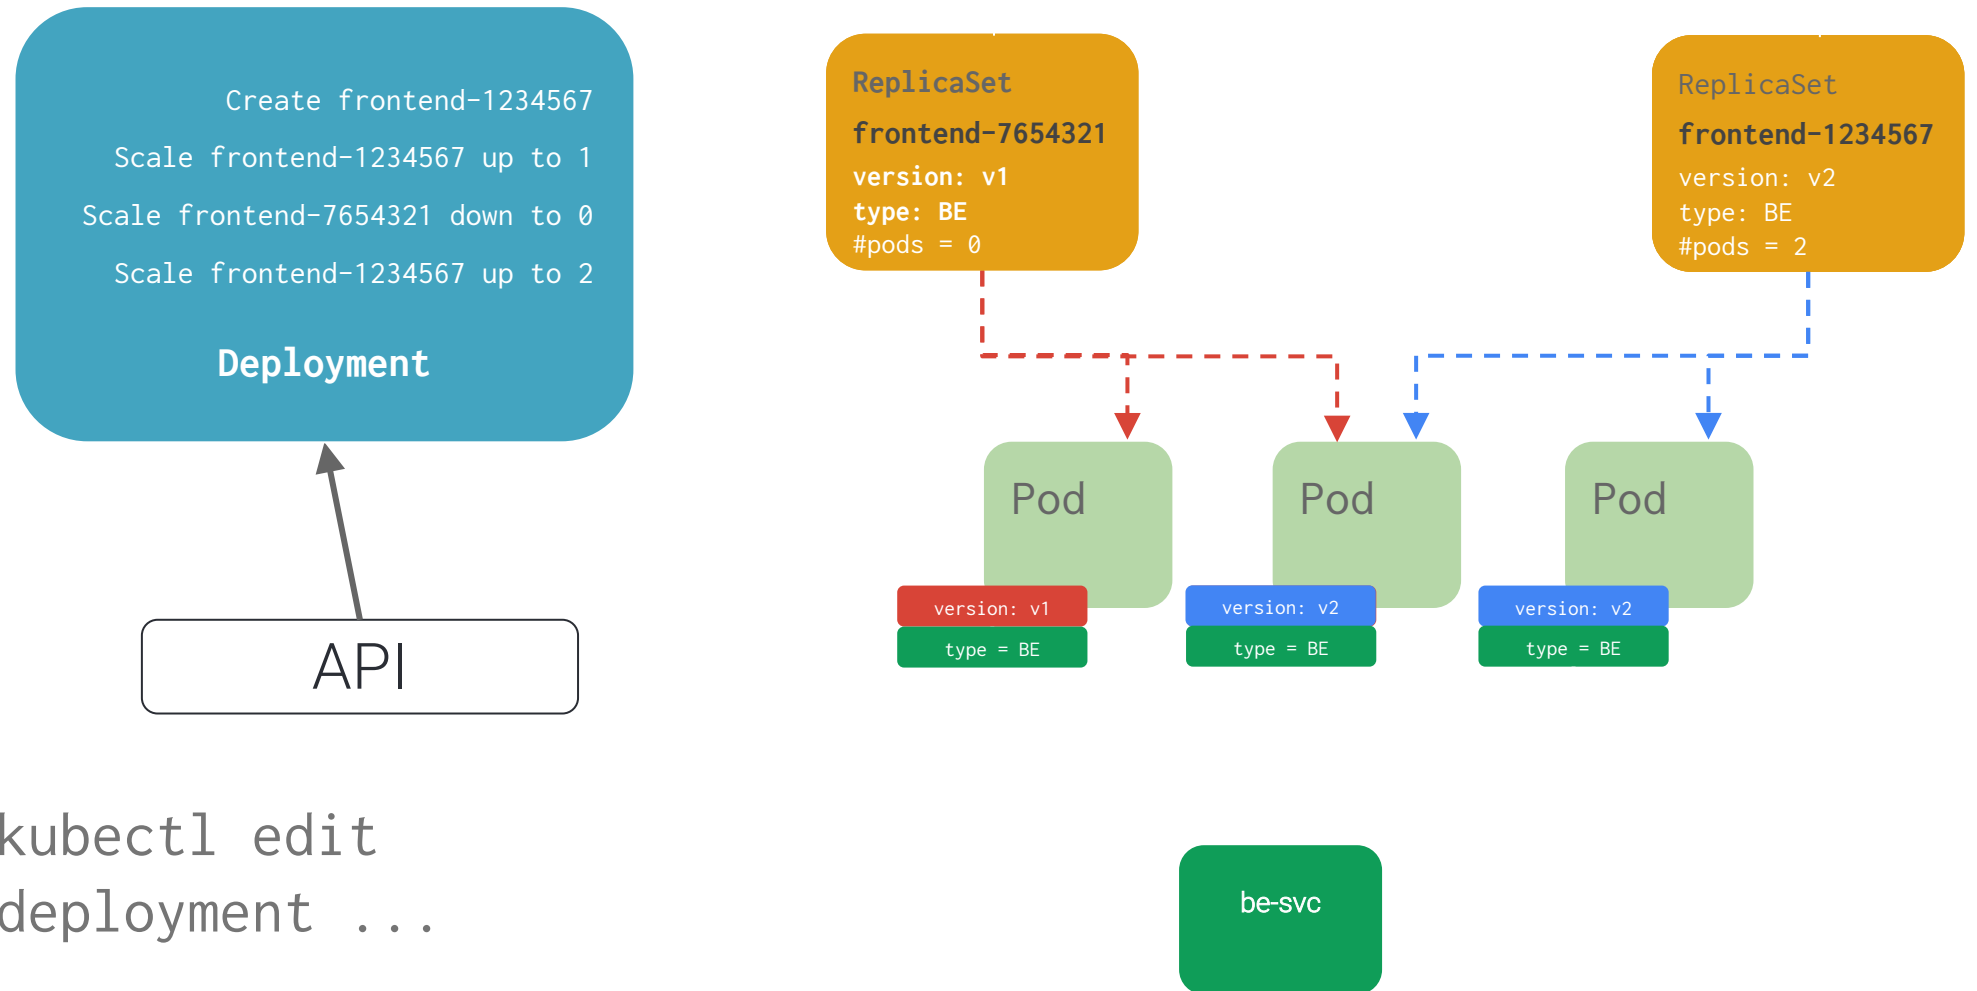 Create frontend-1234567
Scale frontend-1234567 up to 1
Scale frontend-7654321 down to 0
Scale frontend-1234567 up to 2
Deployment
API
kubectl edit
deployment ...
ReplicaSet
frontend-7654321
version: v1
type: BE
#pods = 0
ReplicaSet
frontend-1234567
version: v2
type: BE
#pods = 2
Pod
version: v1
type = BE
Pod
version: v2
type = BE
Pod
version: v2
type = BE
be-svc